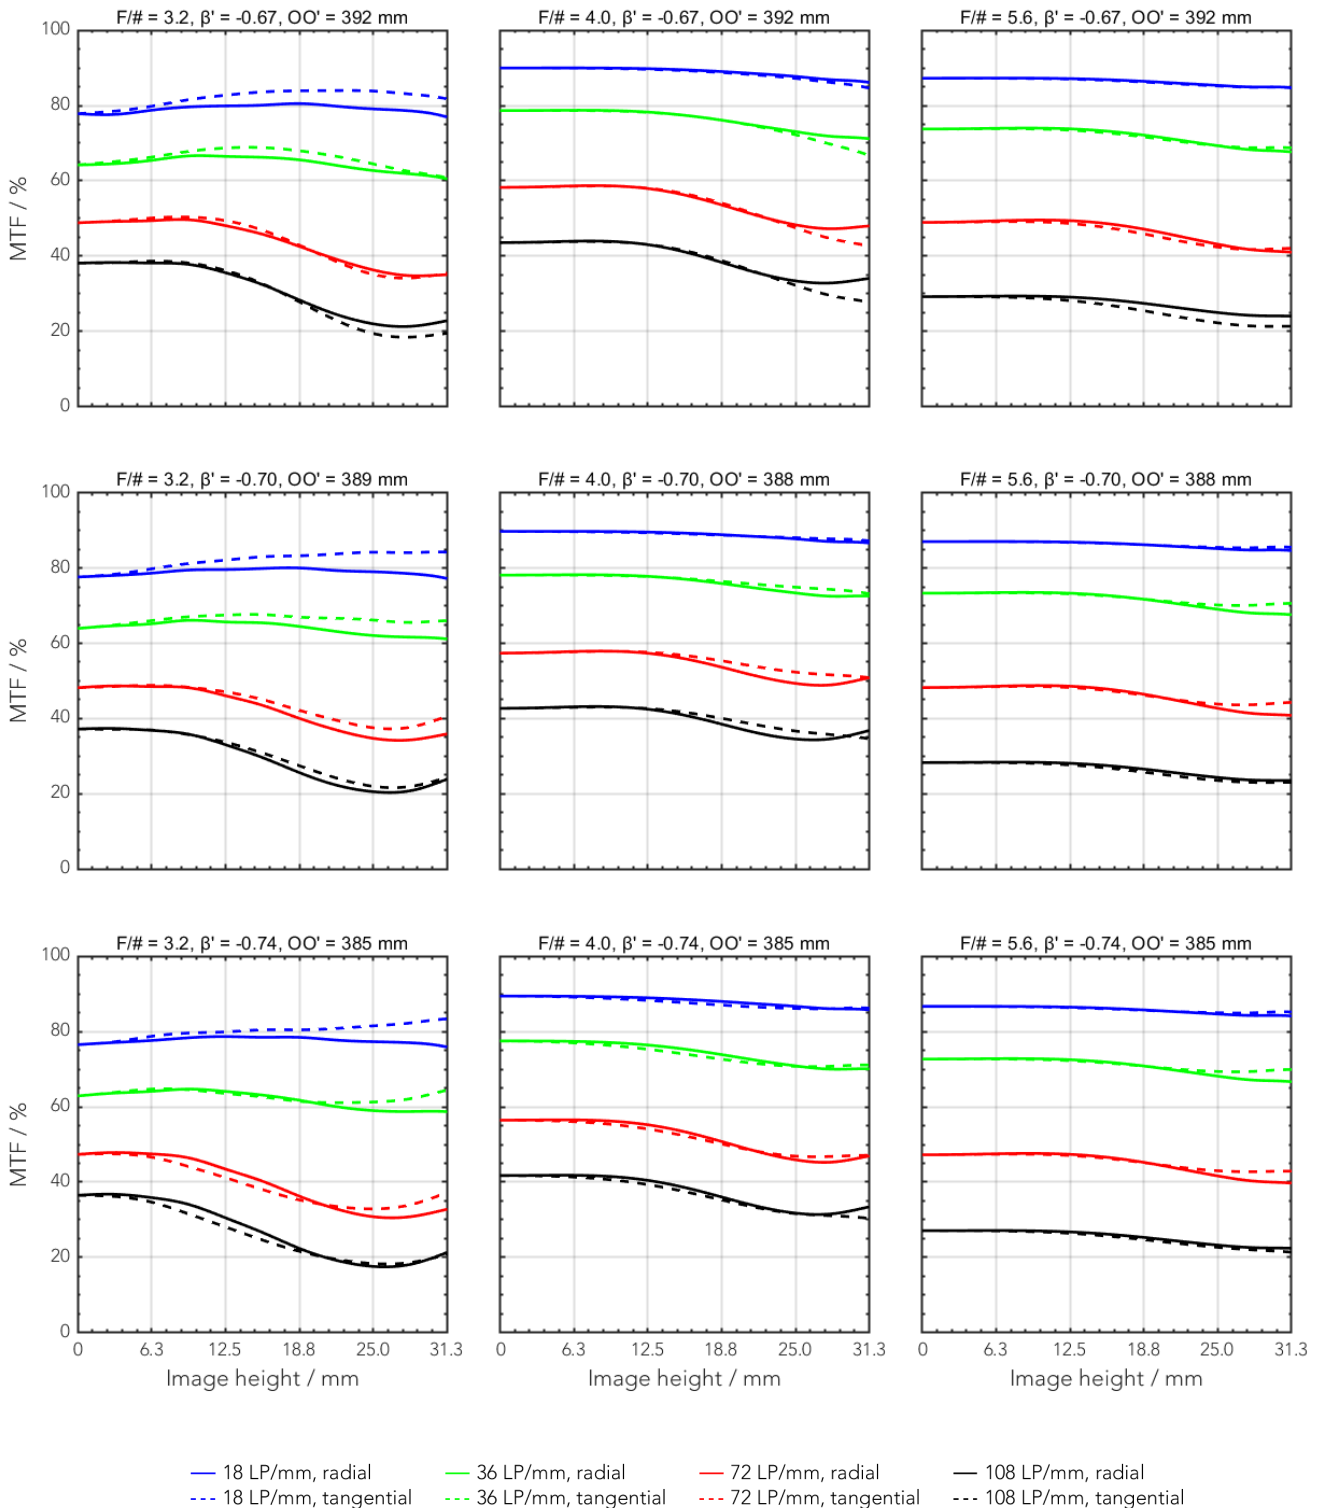 F/# = 3.2, β' = -0.67, OO' = 392 mm
F/# = 4.0, β' = -0.67, OO' = 392 mm
F/# = 5.6, β' = -0.67, OO' = 392 mm
100
80
60
40
20
0
MTF / %
F/# = 3.2, β' = -0.70, OO' = 389 mm
F/# = 4.0, β' = -0.70, OO' = 388 mm
F/# = 5.6, β' = -0.70, OO' = 388 mm
100
80
60
40
20
0
MTF / %
F/# = 3.2, β' = -0.74, OO' = 385 mm
F/# = 4.0, β' = -0.74, OO' = 385 mm
F/# = 5.6, β' = -0.74, OO' = 385 mm
100
80
60
40
20
0
MTF / %
0 6.3 12.5 18.8 25.0 31.3
0 6.3 12.5 18.8 25.0 31.3
0 6.3 12.5 18.8 25.0 31.3
Image height / mm
Image height / mm
Image height / mm
18 LP/mm, radial
36 LP/mm, radial
72 LP/mm, radial
108 LP/mm, radial
18 LP/mm, tangential
36 LP/mm, tangential
72 LP/mm, tangential
108 LP/mm, tangential